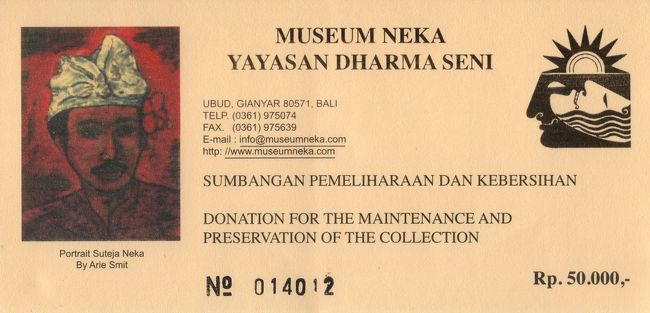 MUSEUM NEKA
YAYASAN DHARMA SENI
UBUD, GIANYAR 80571, BALI
TELP. (0361) 975074
FAX. (0361) 975639
E-mail : info@museumneka.com
http: //www.museumneka.com
SUMBANGAN PEMELIHARAAN DAN KEBERSIHAN
DONATION FOR THE MAINTENANCE AND
PRESERVATION OF THE COLLECTION
Portrait Suteja Neka
By Arie Smit
Nº 014012
Rp. 50.000,-